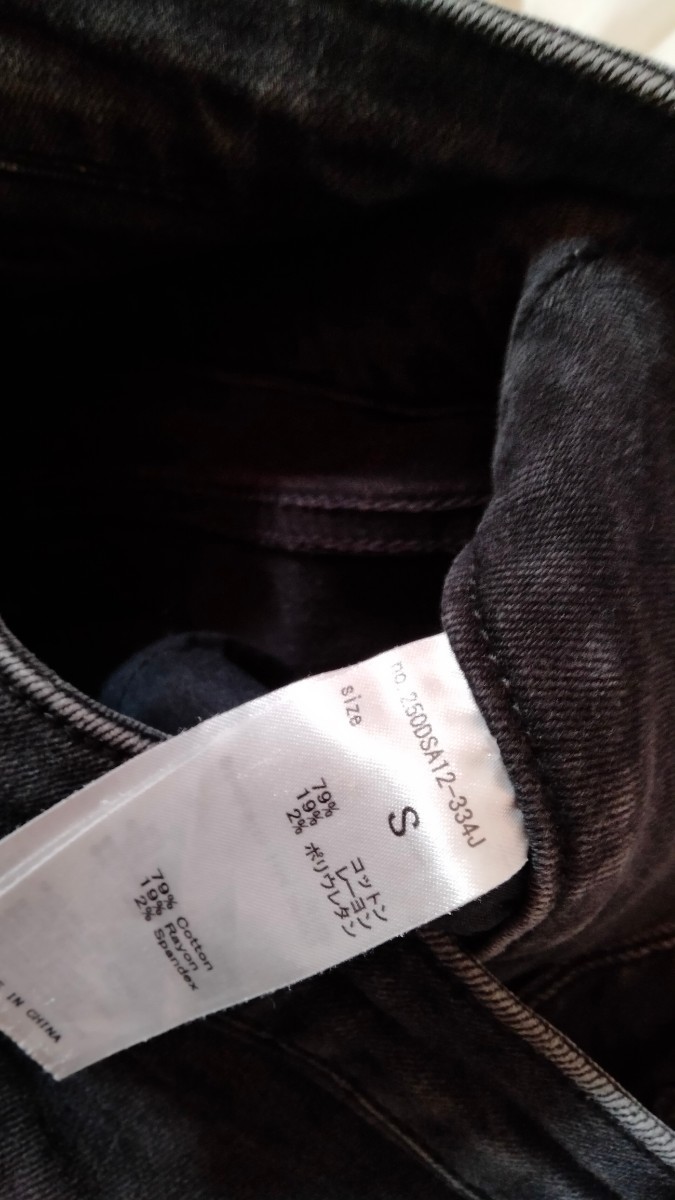 no.250DSA12-334J
size S
79% コットン
19% レーヨン
2% ポリウレタン
79% Cotton
19% Rayon
2% Spandex
IN CHINA